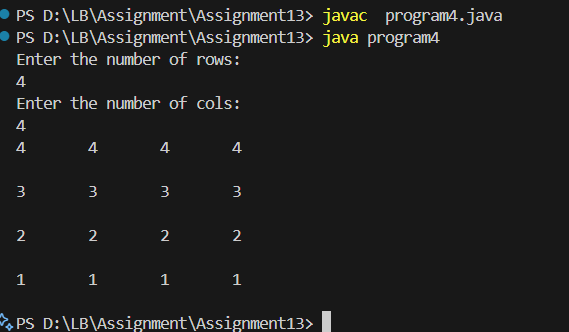 PS D:\LB\Assignment\Assignment13> javac  program4.java
PS D:\LB\Assignment\Assignment13> java program4
Enter the number of rows:
4
Enter the number of cols:
4
4       4       4       4
3       3       3       3
2       2       2       2
1       1       1       1
PS D:\LB\Assignment\Assignment13>